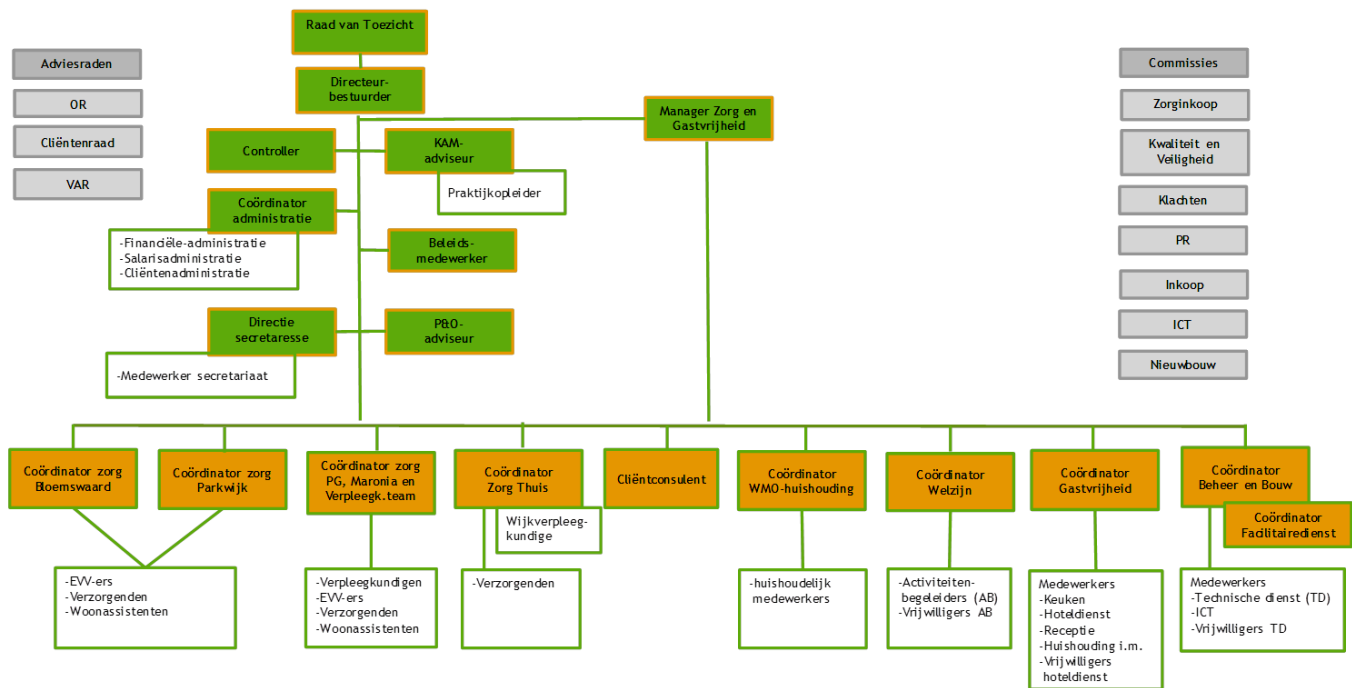 Raad van Toezicht
Adviesraden
OR
Cliëntenraad
VAR
Directeur-
bestuurder
Manager Zorg en
Gastvrijheid
Controller
KAM-
adviseur
Praktijkopleider
Coördinator
administratie
-Financiële-administratie
-Salarisadministratie
-Cliëntenadministratie
Beleids-
medewerker
Directie
secretaresse
-Medewerker secretariaat
P&O-
adviseur
Commissies
Zorginkoop
Kwaliteit en
Veiligheid
Klachten
PR
Inkoop
ICT
Nieuwbouw
Coördinator zorg
Bloemswaard
Coördinator zorg
Parkwijk
-EVV-ers
-Verzorgenden
-Woonassistenten
Coördinator zorg
PG, Maronia en
Verpleegk.team
-Verpleegkundigen
-EVV-ers
-Verzorgenden
-Woonassistenten
Coördinator
Zorg Thuis
Wijkverpleeg-
kundige
-Verzorgenden
Cliëntconsulent
Coördinator
WMO-huishouding
-huishoudelijk
medewerkers
Coördinator
Welzijn
-Activiteiten-
begeleiders (AB)
-Vrijwilligers AB
Coördinator
Gastvrijheid
Medewerkers
-Keuken
-Hoteldienst
-Receptie
-Huishouding i.m.
-Vrijwilligers
hoteldienst
Coördinator
Beheer en Bouw
Coördinator
Facilitairedienst
Medewerkers
-Technische dienst (TD)
-ICT
-Vrijwilligers TD